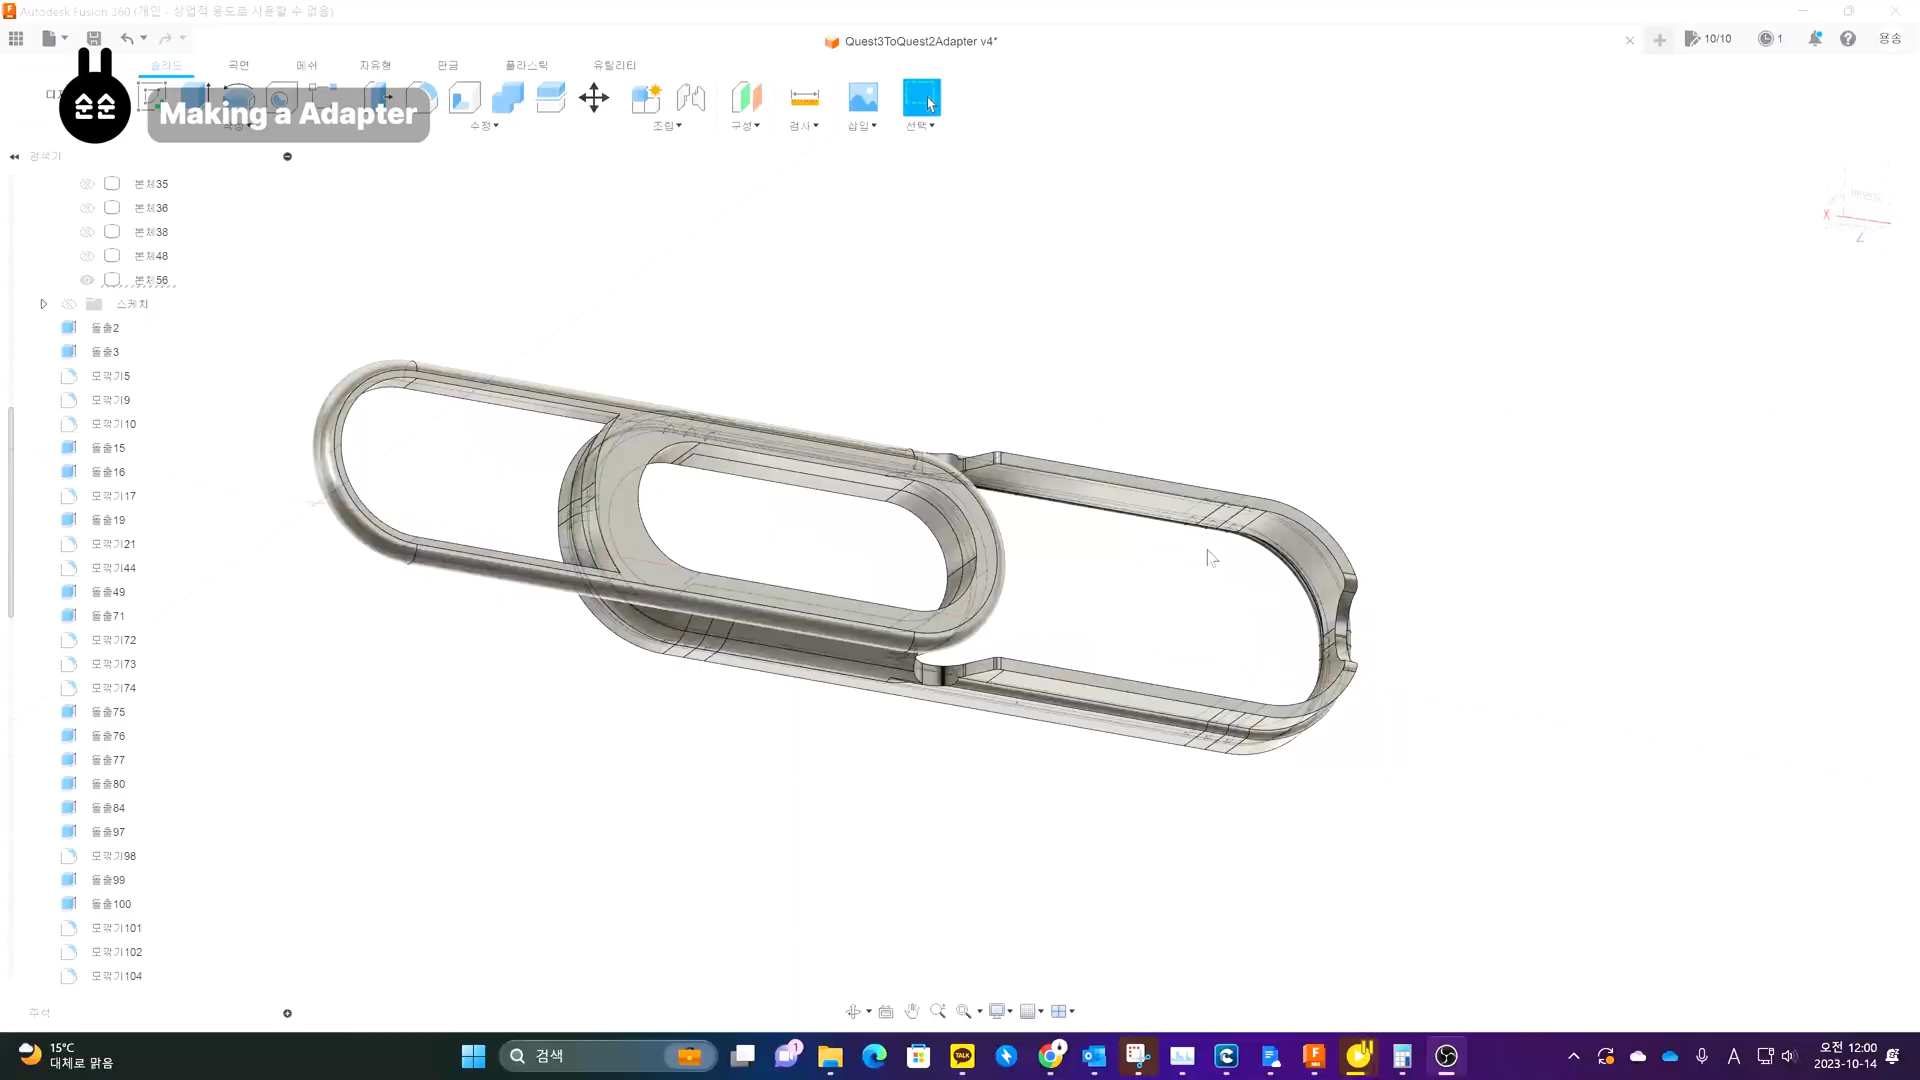 Autodesk Fusion 360 (개인 - 상업적 용도로 사용할 수 없음)
Quest3ToQuest2Adapter v4*
10/10
1
용송
솔리드
곡면
메쉬
자유형
판금
플라스틱
유틸리티
순순
Making a Adapter
수정
조립
구성
검사
삽입
선택
검색기
본체35
본체36
본체38
본체48
본체56
스케치
돌출2
돌출3
모깎기5
모깎기9
모깎기10
돌출15
돌출16
모깎기17
돌출19
모깎기21
모깎기44
돌출49
돌출71
모깎기72
모깎기73
모깎기74
돌출75
돌출76
돌출77
돌출80
돌출84
돌출97
모깎기98
돌출99
돌출100
모깎기101
모깎기102
모깎기104
X
Z
주석
15°C
대체로 맑음
검색
1
TALK
A
오전 12:00
2023-10-14